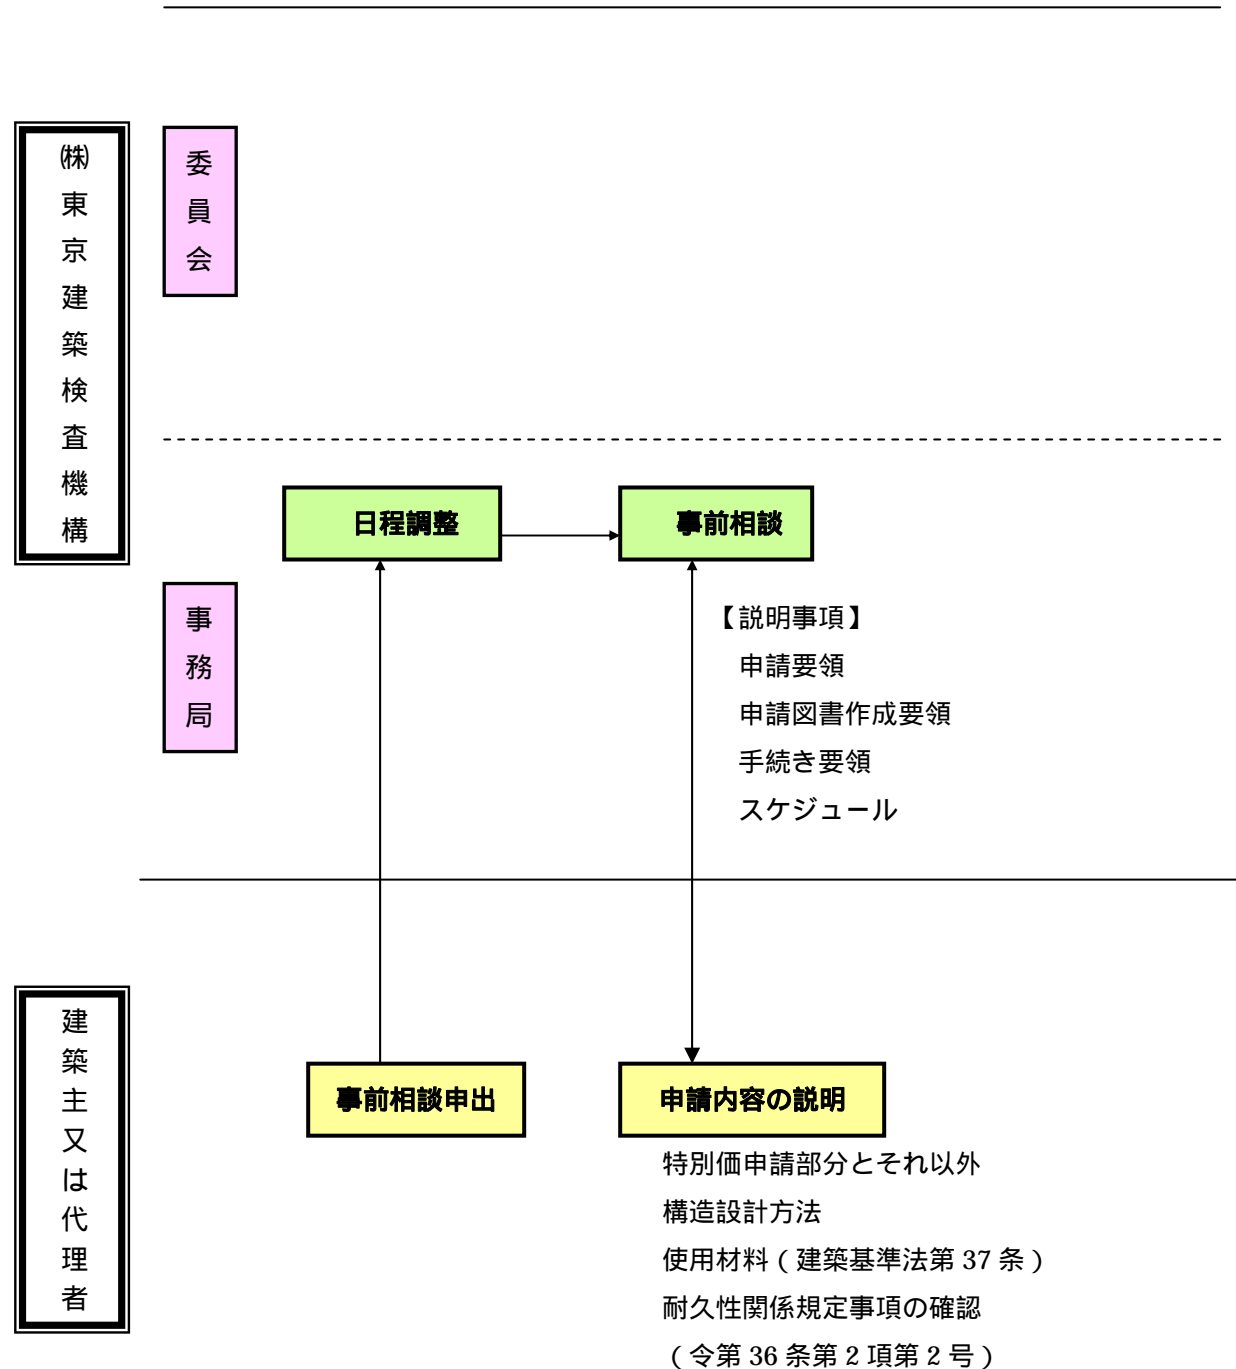 ㈱東京建築検査機構
委員会
日程調整
事前相談
事務局
【説明事項】
申請要領
申請図書作成要領
手続き要領
スケジュール
建築主又は代理者
事前相談申出
申請内容の説明
特別価申請部分とそれ以外
構造設計方法
使用材料（建築基準法第 37 条）
耐久性関係規定事項の確認
（令第 36 条第 2 項第 2 号）